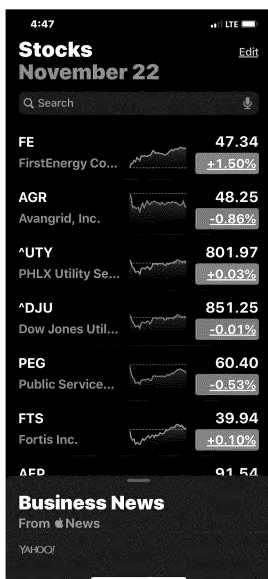 4:47 LTE
Stocks Edit
November 22
Search
FE 47.34
FirstEnergy Co... +1.50%
AGR 48.25
Avangrid, Inc. -0.86%
^UTY 801.97
PHLX Utility Se... +0.03%
^DJU 851.25
Dow Jones Util... -0.01%
PEG 60.40
Public Service... -0.53%
FTS 39.94
Fortis Inc. +0.10%
AEP 91.54
Business News
From News
YAHOO!